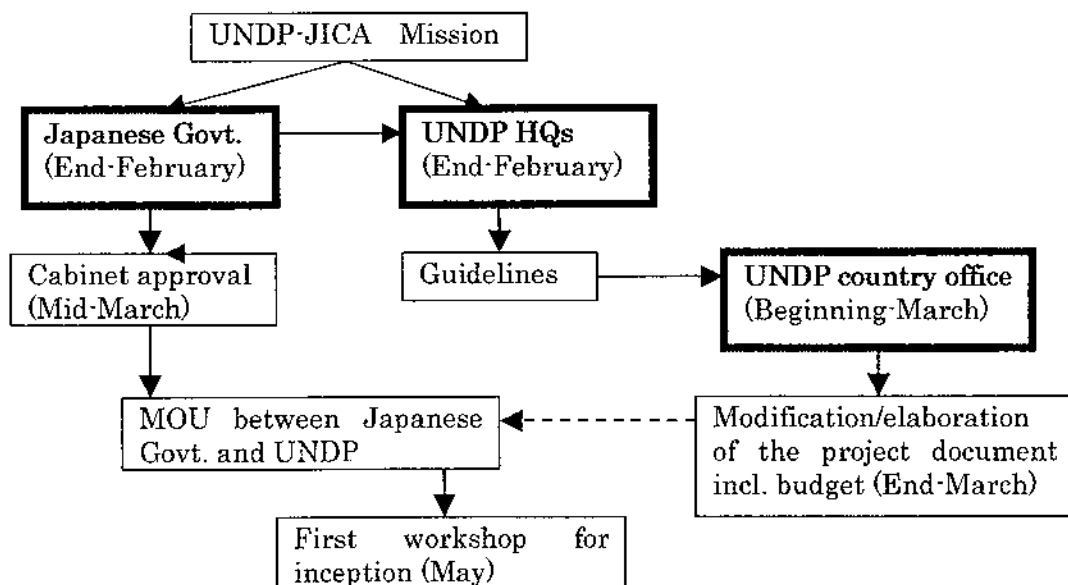 UNDP-JICA Mission
Japanese Govt.
(End-February)
UNDP HQs
(End-February)
Cabinet approval
(Mid-March)
Guidelines
UNDP country office
(Beginning-March)
MOU between Japanese
Govt. and UNDP
Modification/elaboration
of the project document
incl. budget (End-March)
First workshop for
inception (May)